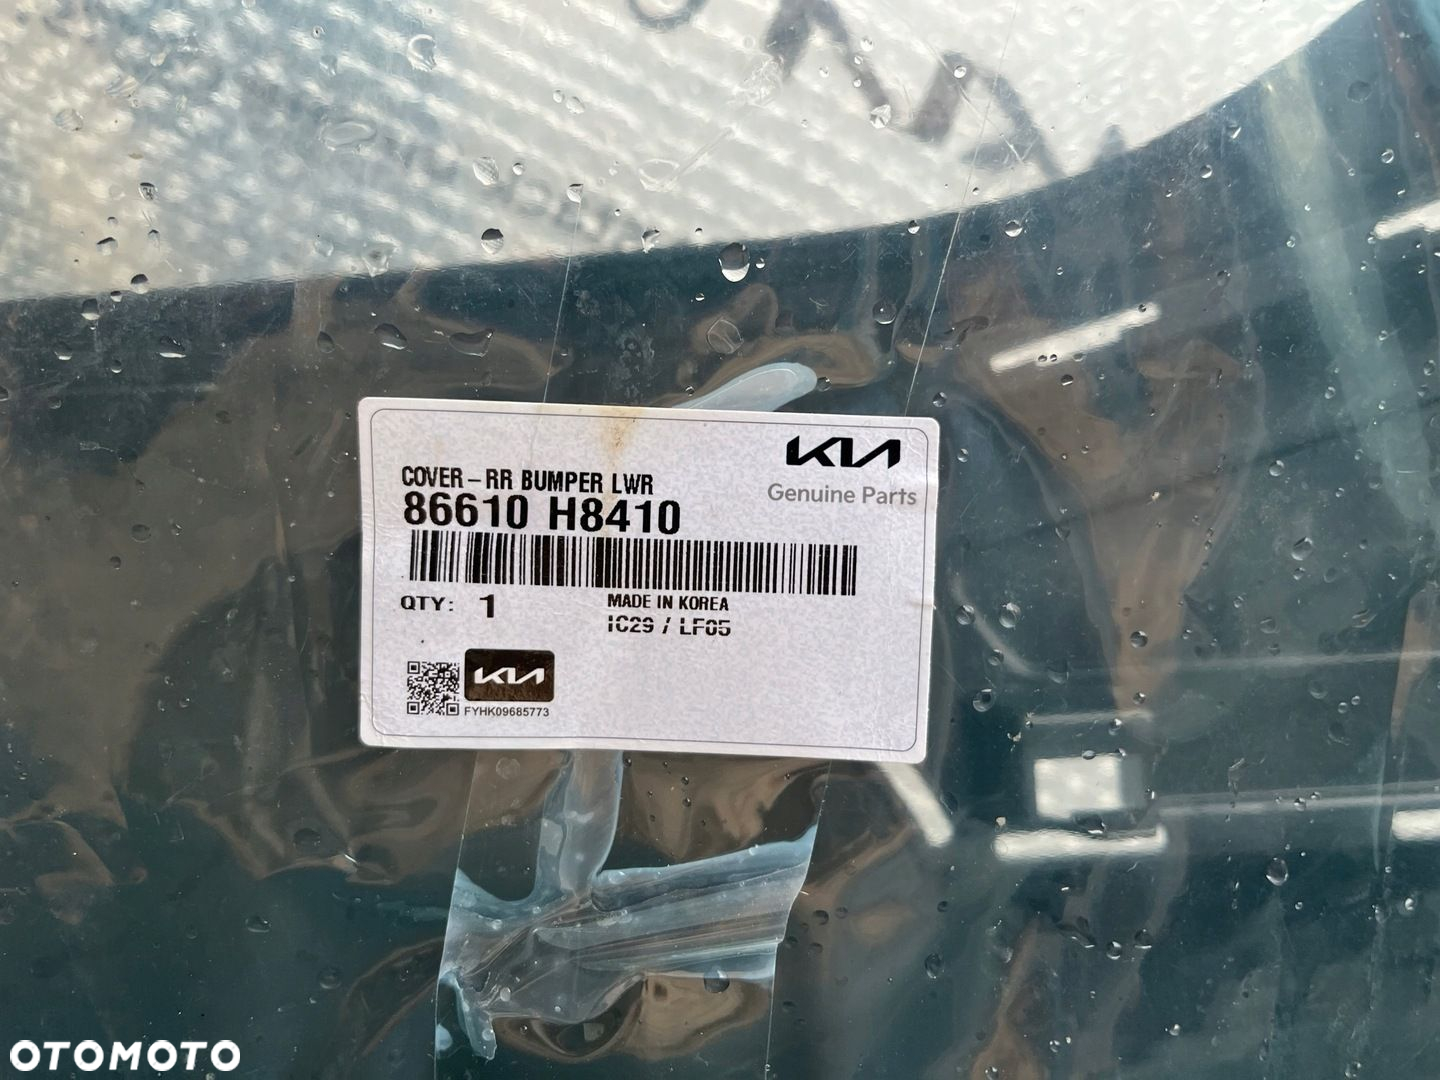 KIA
Genuine Parts
COVER-RR BUMPER LWR
86610 H8410
QTY: 1
MADE IN KOREA
IC29 / LF05
KIA
FYHK09685773
OTOMOTO